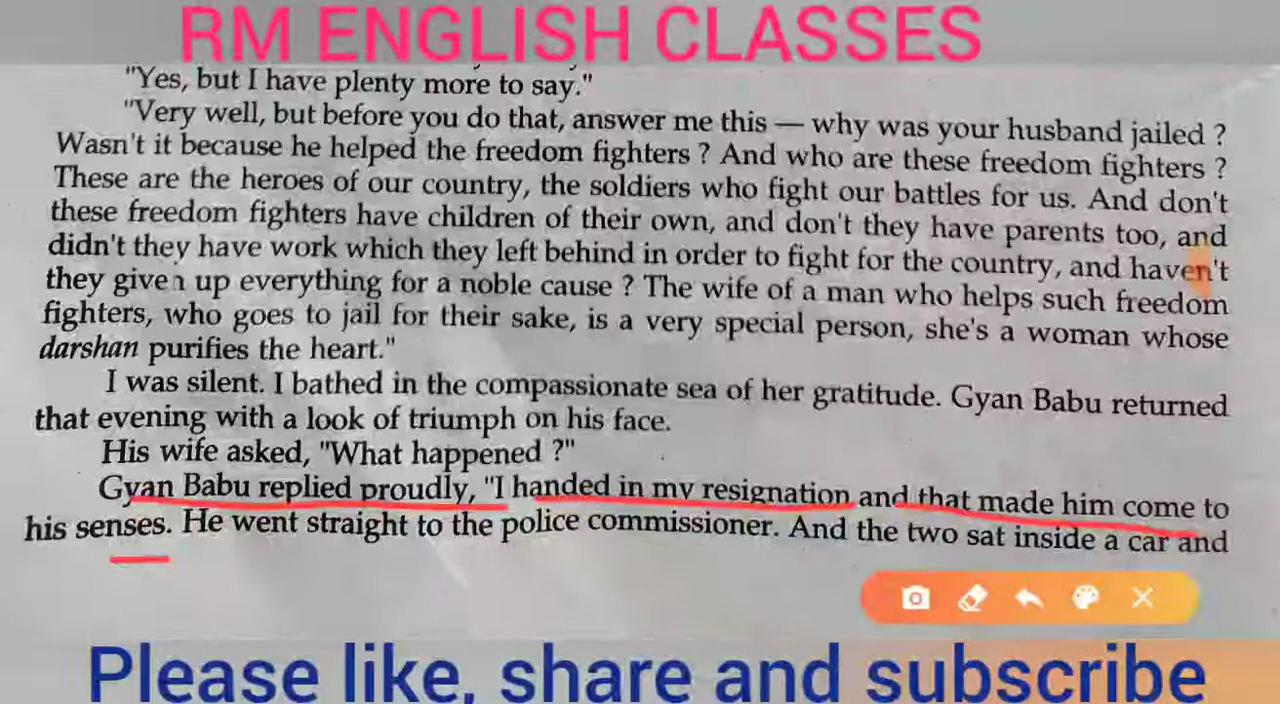 RM ENGLISH CLASSES
"Yes, but I have plenty more to say."
"Very well, but before you do that, answer me this — why was your husband jailed ?
Wasn't it because he helped the freedom fighters ? And who are these freedom fighters ?
These are the heroes of our country, the soldiers who fight our battles for us. And don't
these freedom fighters have children of their own, and don't they have parents too, and
didn't they have work which they left behind in order to fight for the country, and haven't
they given up everything for a noble cause ? The wife of a man who helps such freedom
fighters, who goes to jail for their sake, is a very special person, she's a woman whose
darshan purifies the heart."
I was silent. I bathed in the compassionate sea of her gratitude. Gyan Babu returned
that evening with a look of triumph on his face.
His wife asked, "What happened ?"
Gyan Babu replied proudly, "I handed in my resignation and that made him come to
his senses. He went straight to the police commissioner. And the two sat inside a car and
Please like, share and subscribe